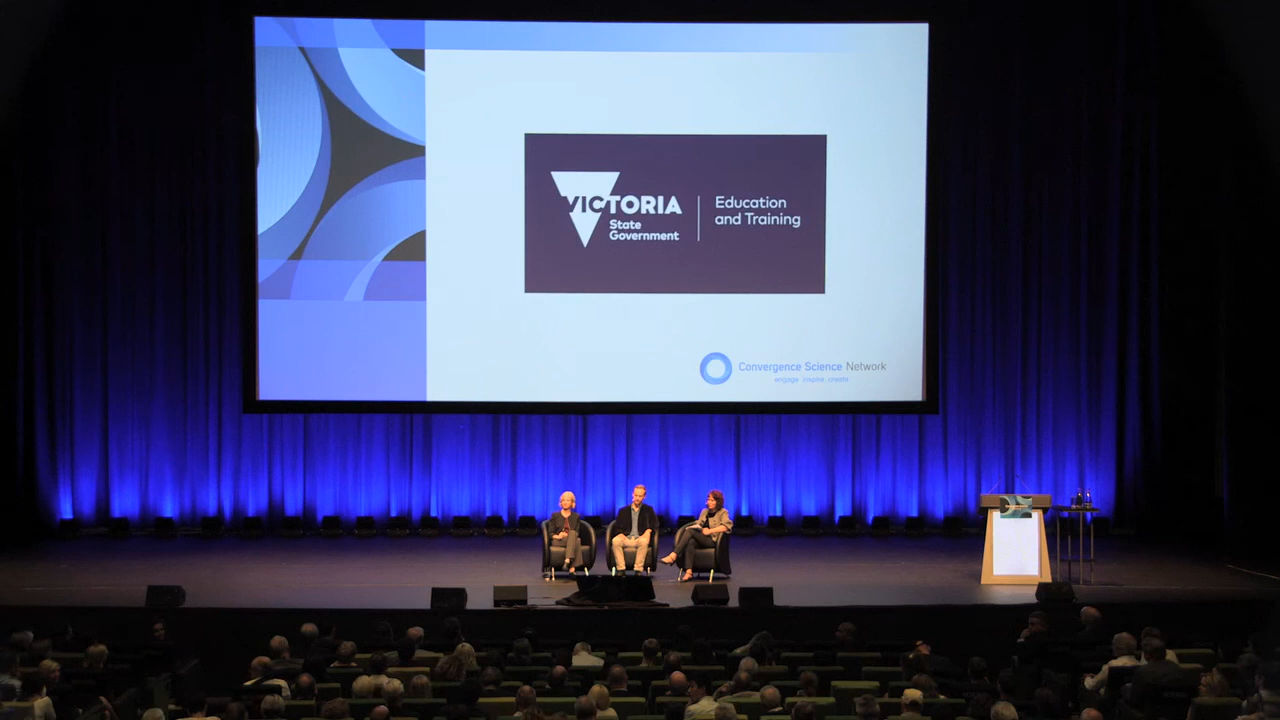 VICTORIA
State
Government
Education
and Training
Convergence Science Network
engage inspire create